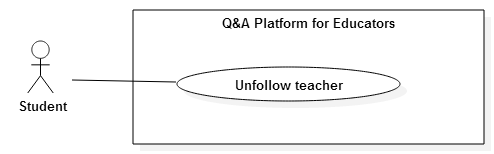 Q&A Platform for Educators
Unfollow teacher
Student